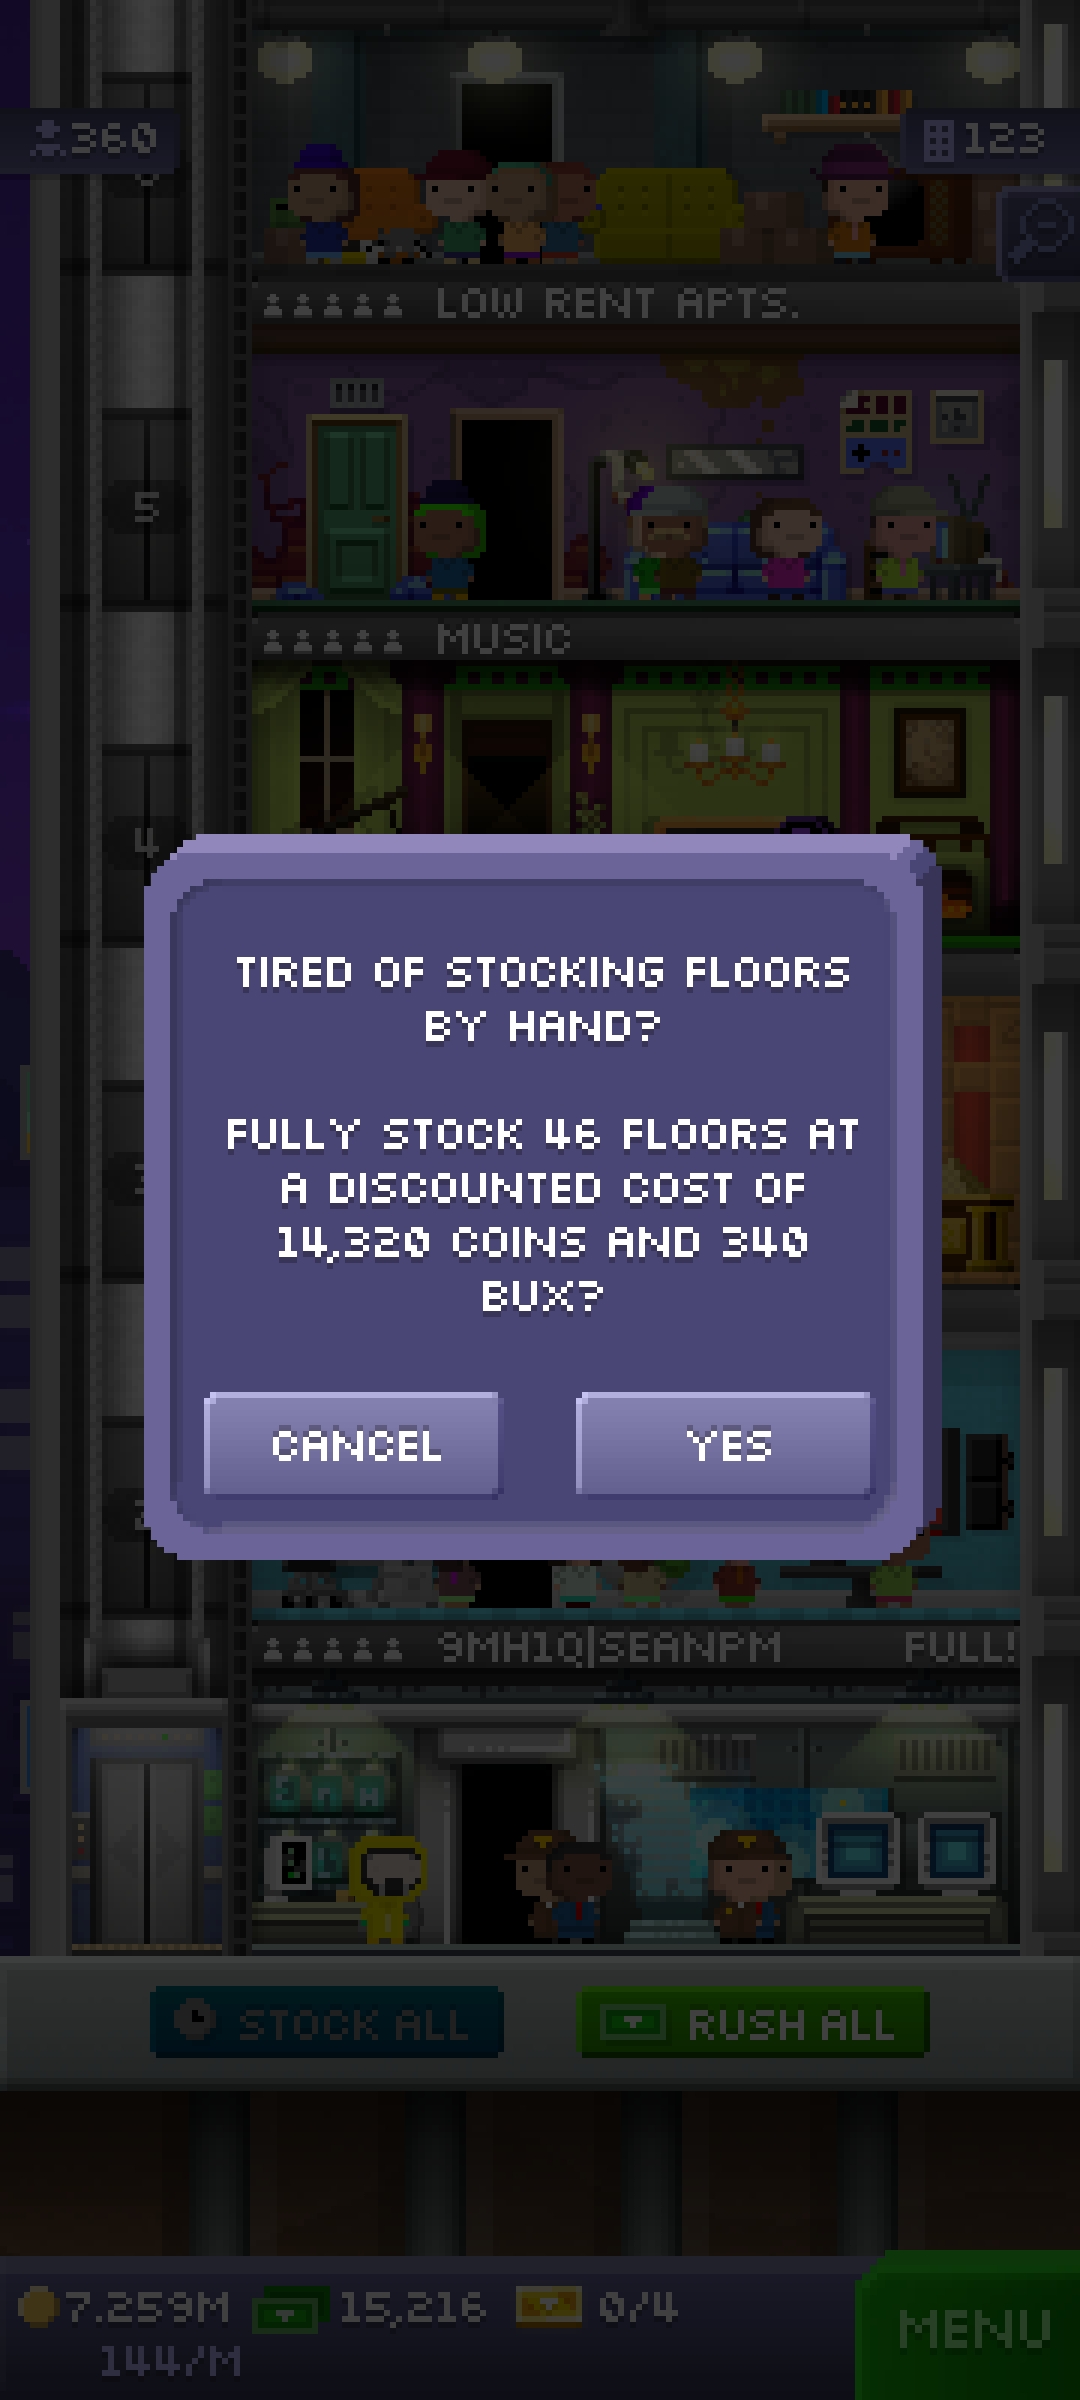 360
123
LOW RENT APTS.
5
MUSIC
4
TIRED OF STOCKING FLOORS
BY HAND?
FULLY STOCK 46 FLOORS AT
A DISCOUNTED COST OF
14,320 COINS AND 340
BUX?
CANCEL
YES
9MH1Q|SEANPM FULL!
STOCK ALL
RUSH ALL
7.259M 15,216 0/4
144/M
MENU